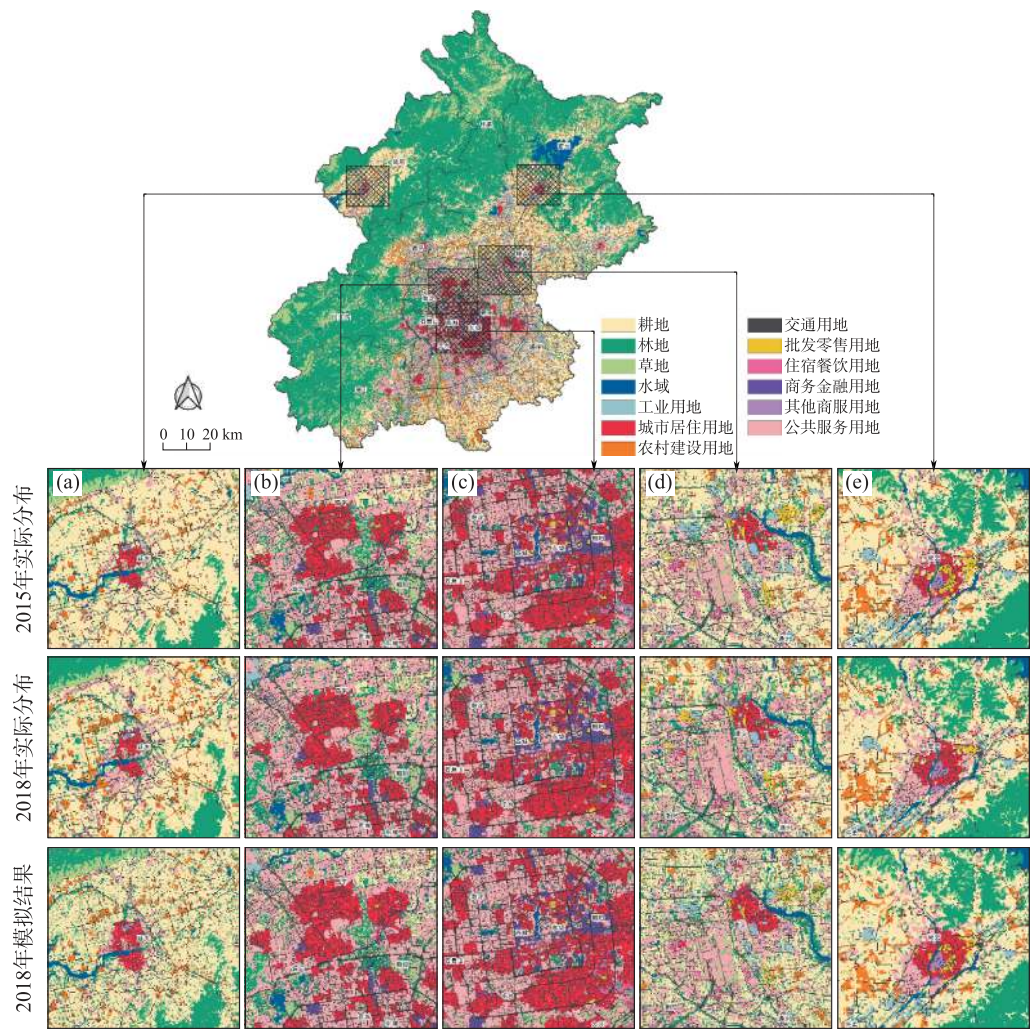 耕地
林地
草地
水域
工业用地
城市居住用地
农村建设用地
交通用地
批发零售用地
住宿餐饮用地
商务金融用地
其他商服用地
公共服务用地
0 10 20 km
(a)
(b)
(c)
(d)
(e)
2015年实际分布
2018年实际分布
2018年模拟结果